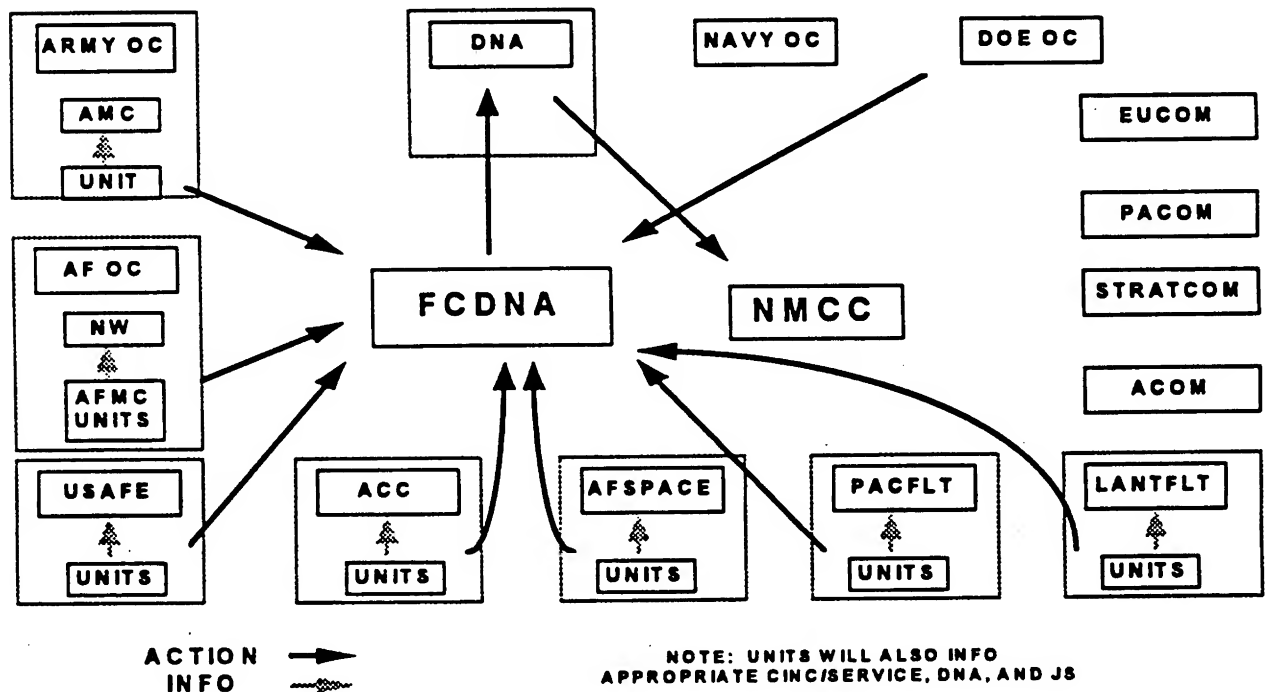 ARMY OC
AMC
UNIT
DNA
NAVY OC
DOE OC
EUCOM
PACOM
STRATCOM
ACOM
AF OC
NW
AFMC
UNITS
FCDNA
NMCC
USAFE
UNITS
ACC
UNITS
AFSPACE
UNITS
PACFLT
UNITS
LANTFLT
UNITS
ACTION
INFO
NOTE: UNITS WILL ALSO INFO
APPROPRIATE CINC/SERVICE, DNA, AND JS